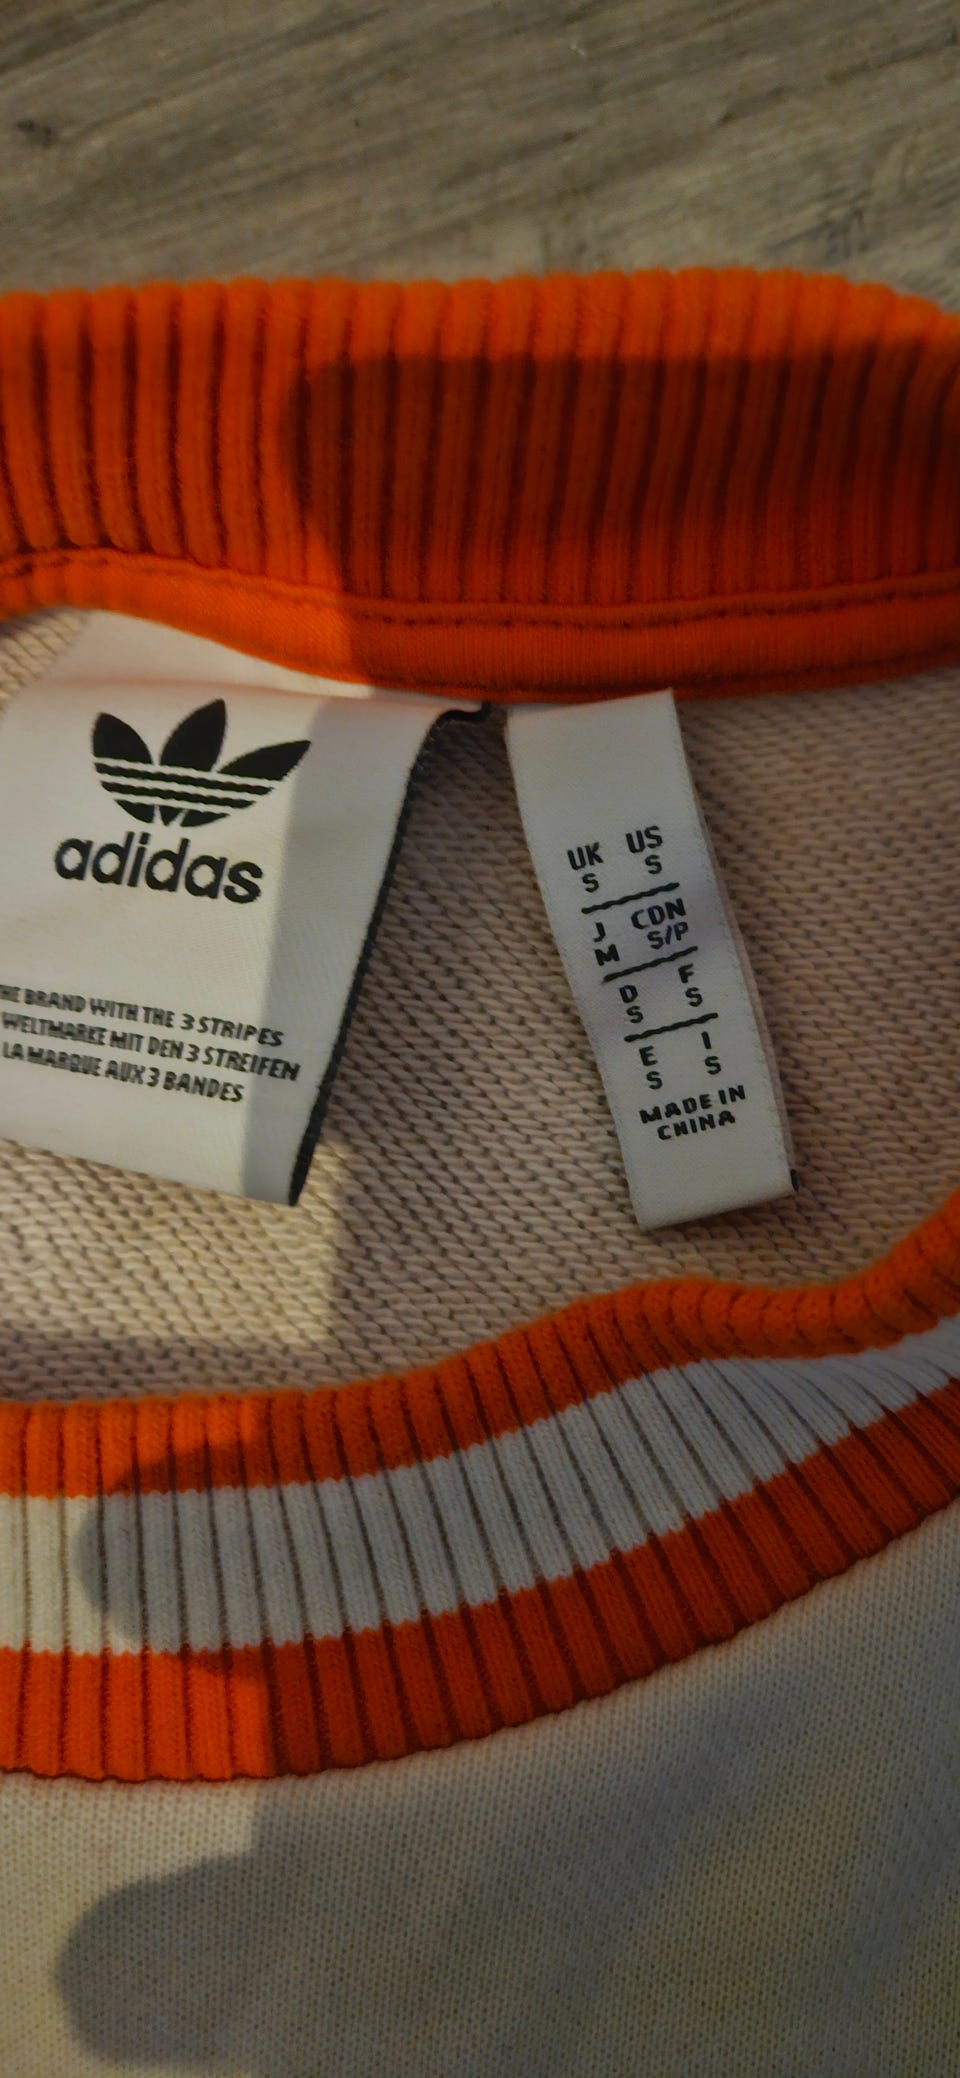 adidas
THE BRAND WITH THE 3 STRIPES
WELTMARKE MIT DEN 3 STREIFEN
LA MARQUE AUX 3 BANDES
UK US
S S
J CDN
M S/P
D F
S S
E I
S S
MADE IN
CHINA